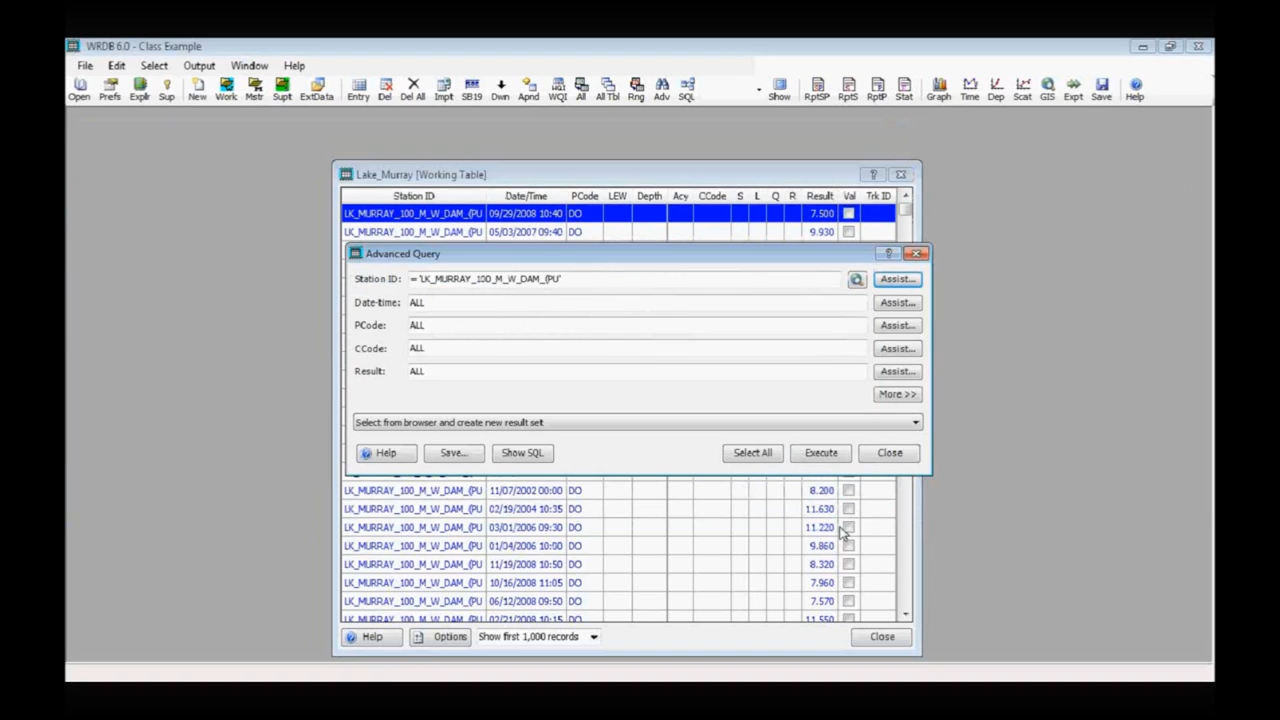 WRDB 6.0 - Class Example
File Edit Select Output Window Help
Open Prefs Explr Sup New Work Mstr Supt ExtData Entry Del Del All Impt SB19 Dwn Apnd WQI All All Tbl Rng Adv SQL Show RptSP RptS RptP Stat Graph Time Dep Scat GIS Expt Save Help
Lake_Murray [Working Table]
Station ID Date/Time PCode LEW Depth Acy CCode S L Q R Result Val Trk ID
LK_MURRAY_100_M_W_DAM_(PU 09/29/2008 10:40 DO 7.500
LK_MURRAY_100_M_W_DAM_(PU 05/03/2007 09:40 DO 9.930
Advanced Query
Station ID: = 'LK_MURRAY_100_M_W_DAM_(PU' Assist...
Date-time: ALL Assist...
PCode: ALL Assist...
CCode: ALL Assist...
Result: ALL Assist...
More >>
Select from browser and create new result set
Help Save... Show SQL Select All Execute Close
LK_MURRAY_100_M_W_DAM_(PU 11/07/2002 00:00 DO 8.200
LK_MURRAY_100_M_W_DAM_(PU 02/19/2004 10:35 DO 11.630
LK_MURRAY_100_M_W_DAM_(PU 03/01/2006 09:30 DO 11.220
LK_MURRAY_100_M_W_DAM_(PU 01/04/2006 10:00 DO 9.860
LK_MURRAY_100_M_W_DAM_(PU 11/19/2008 10:50 DO 8.320
LK_MURRAY_100_M_W_DAM_(PU 10/16/2008 11:05 DO 7.960
LK_MURRAY_100_M_W_DAM_(PU 06/12/2008 09:50 DO 7.570
LK_MURRAY_100_M_W_DAM_(PU 02/21/2008 10:15 DO 11.550
Help Options Show first 1,000 records Close